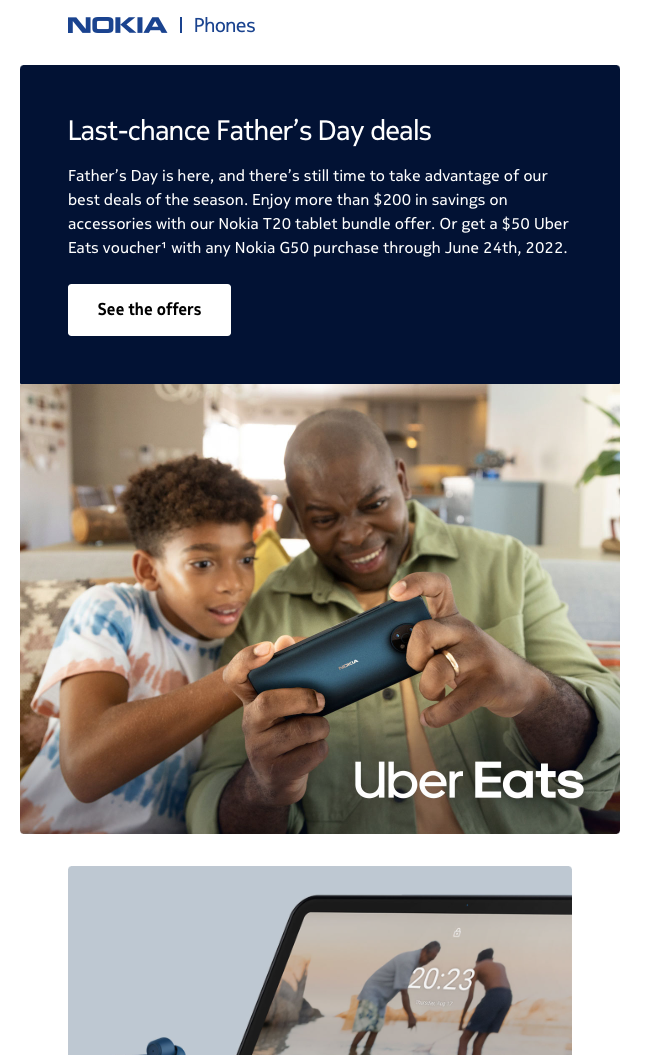 NOKIA | Phones
Last-chance Father’s Day deals
Father’s Day is here, and there’s still time to take advantage of our
best deals of the season. Enjoy more than $200 in savings on
accessories with our Nokia T20 tablet bundle offer. Or get a $50 Uber
Eats voucher¹ with any Nokia G50 purchase through June 24th, 2022.
See the offers
NOKIA
Uber Eats
20:23